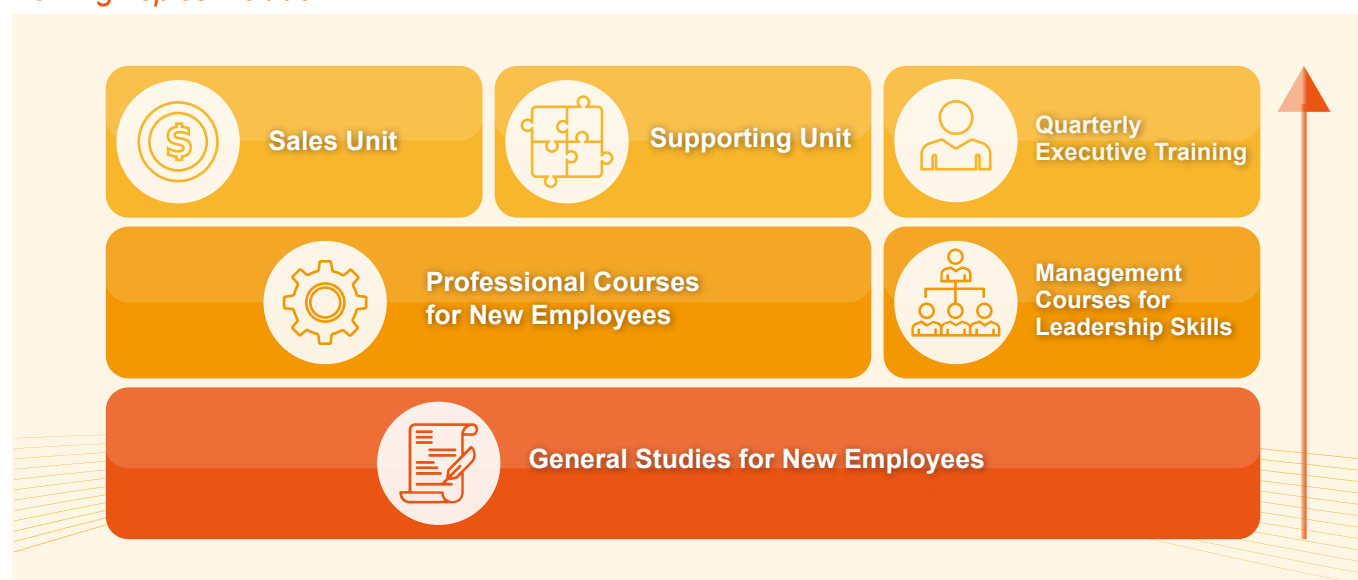 Sales Unit
Supporting Unit
Quarterly
Executive Training
Professional Courses
for New Employees
Management
Courses for
Leadership Skills
General Studies for New Employees